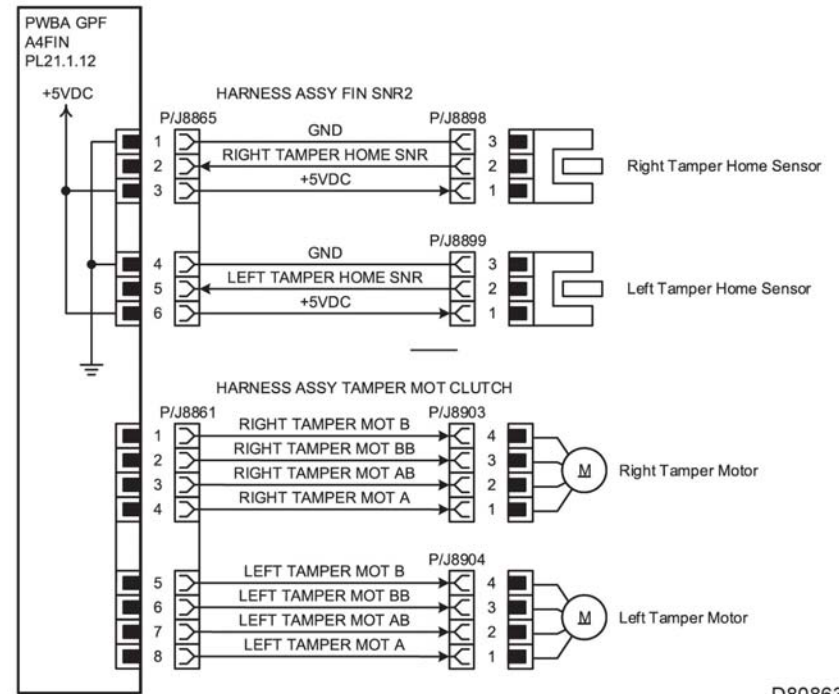 PWBA GPF
A4FIN
PL21.1.12
+5VDC
HARNESS ASSY FIN SNR2
P/J8865 P/J8898
1 GND 3
2 RIGHT TAMPER HOME SNR 2 Right Tamper Home Sensor
3 +5VDC 1
P/J8899
4 GND 3
5 LEFT TAMPER HOME SNR 2 Left Tamper Home Sensor
6 +5VDC 1
HARNESS ASSY TAMPER MOT CLUTCH
P/J8861 P/J8903
1 RIGHT TAMPER MOT B 4
2 RIGHT TAMPER MOT BB 3
M Right Tamper Motor
3 RIGHT TAMPER MOT AB 2
4 RIGHT TAMPER MOT A 1
P/J8904
5 LEFT TAMPER MOT B 4
6 LEFT TAMPER MOT BB 3
M Left Tamper Motor
7 LEFT TAMPER MOT AB 2
8 LEFT TAMPER MOT A 1